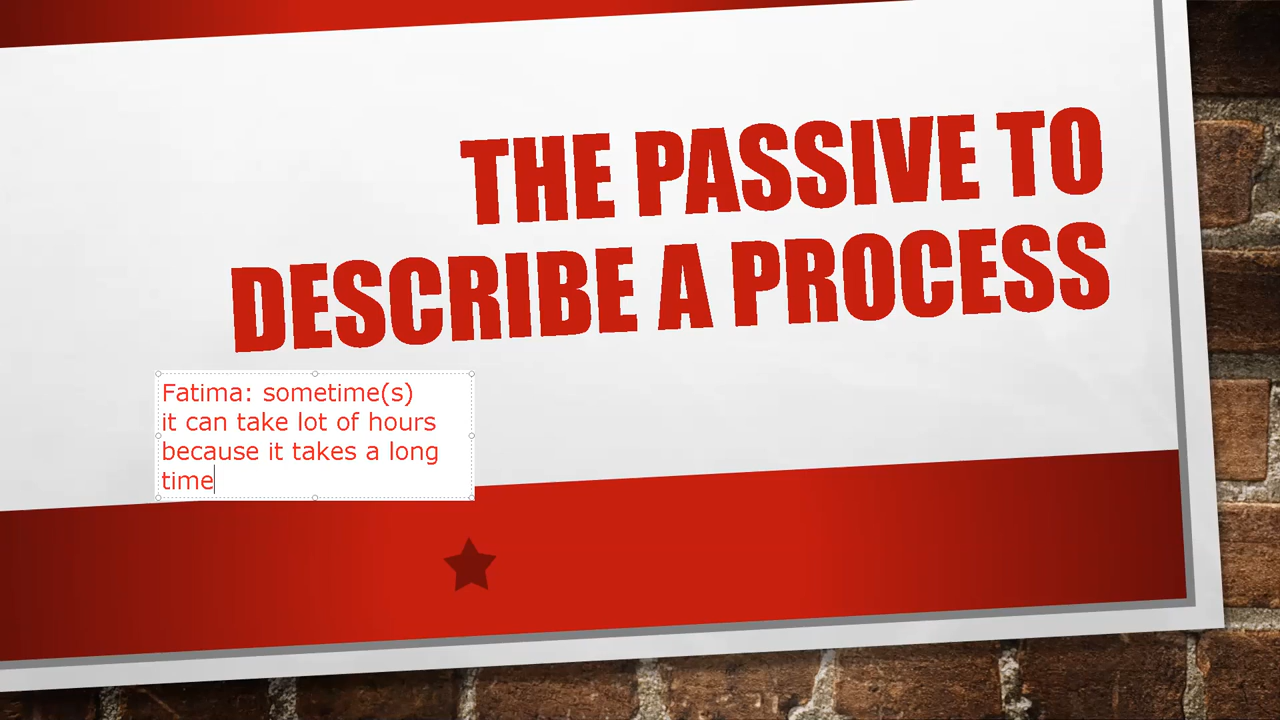 THE PASSIVE TO
DESCRIBE A PROCESS
Fatima: sometime(s)
it can take lot of hours
because it takes a long
time